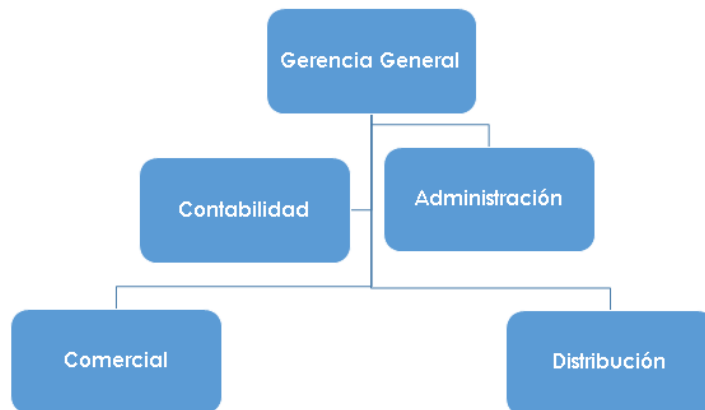 Gerencia General
Contabilidad
Administración
Comercial
Distribución